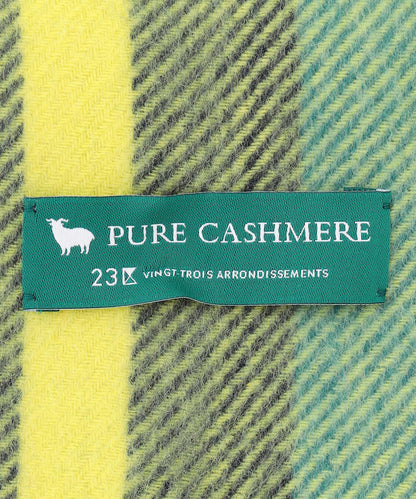 PURE CASHMERE
23 VINGT-TROIS ARRONDISSEMENTS